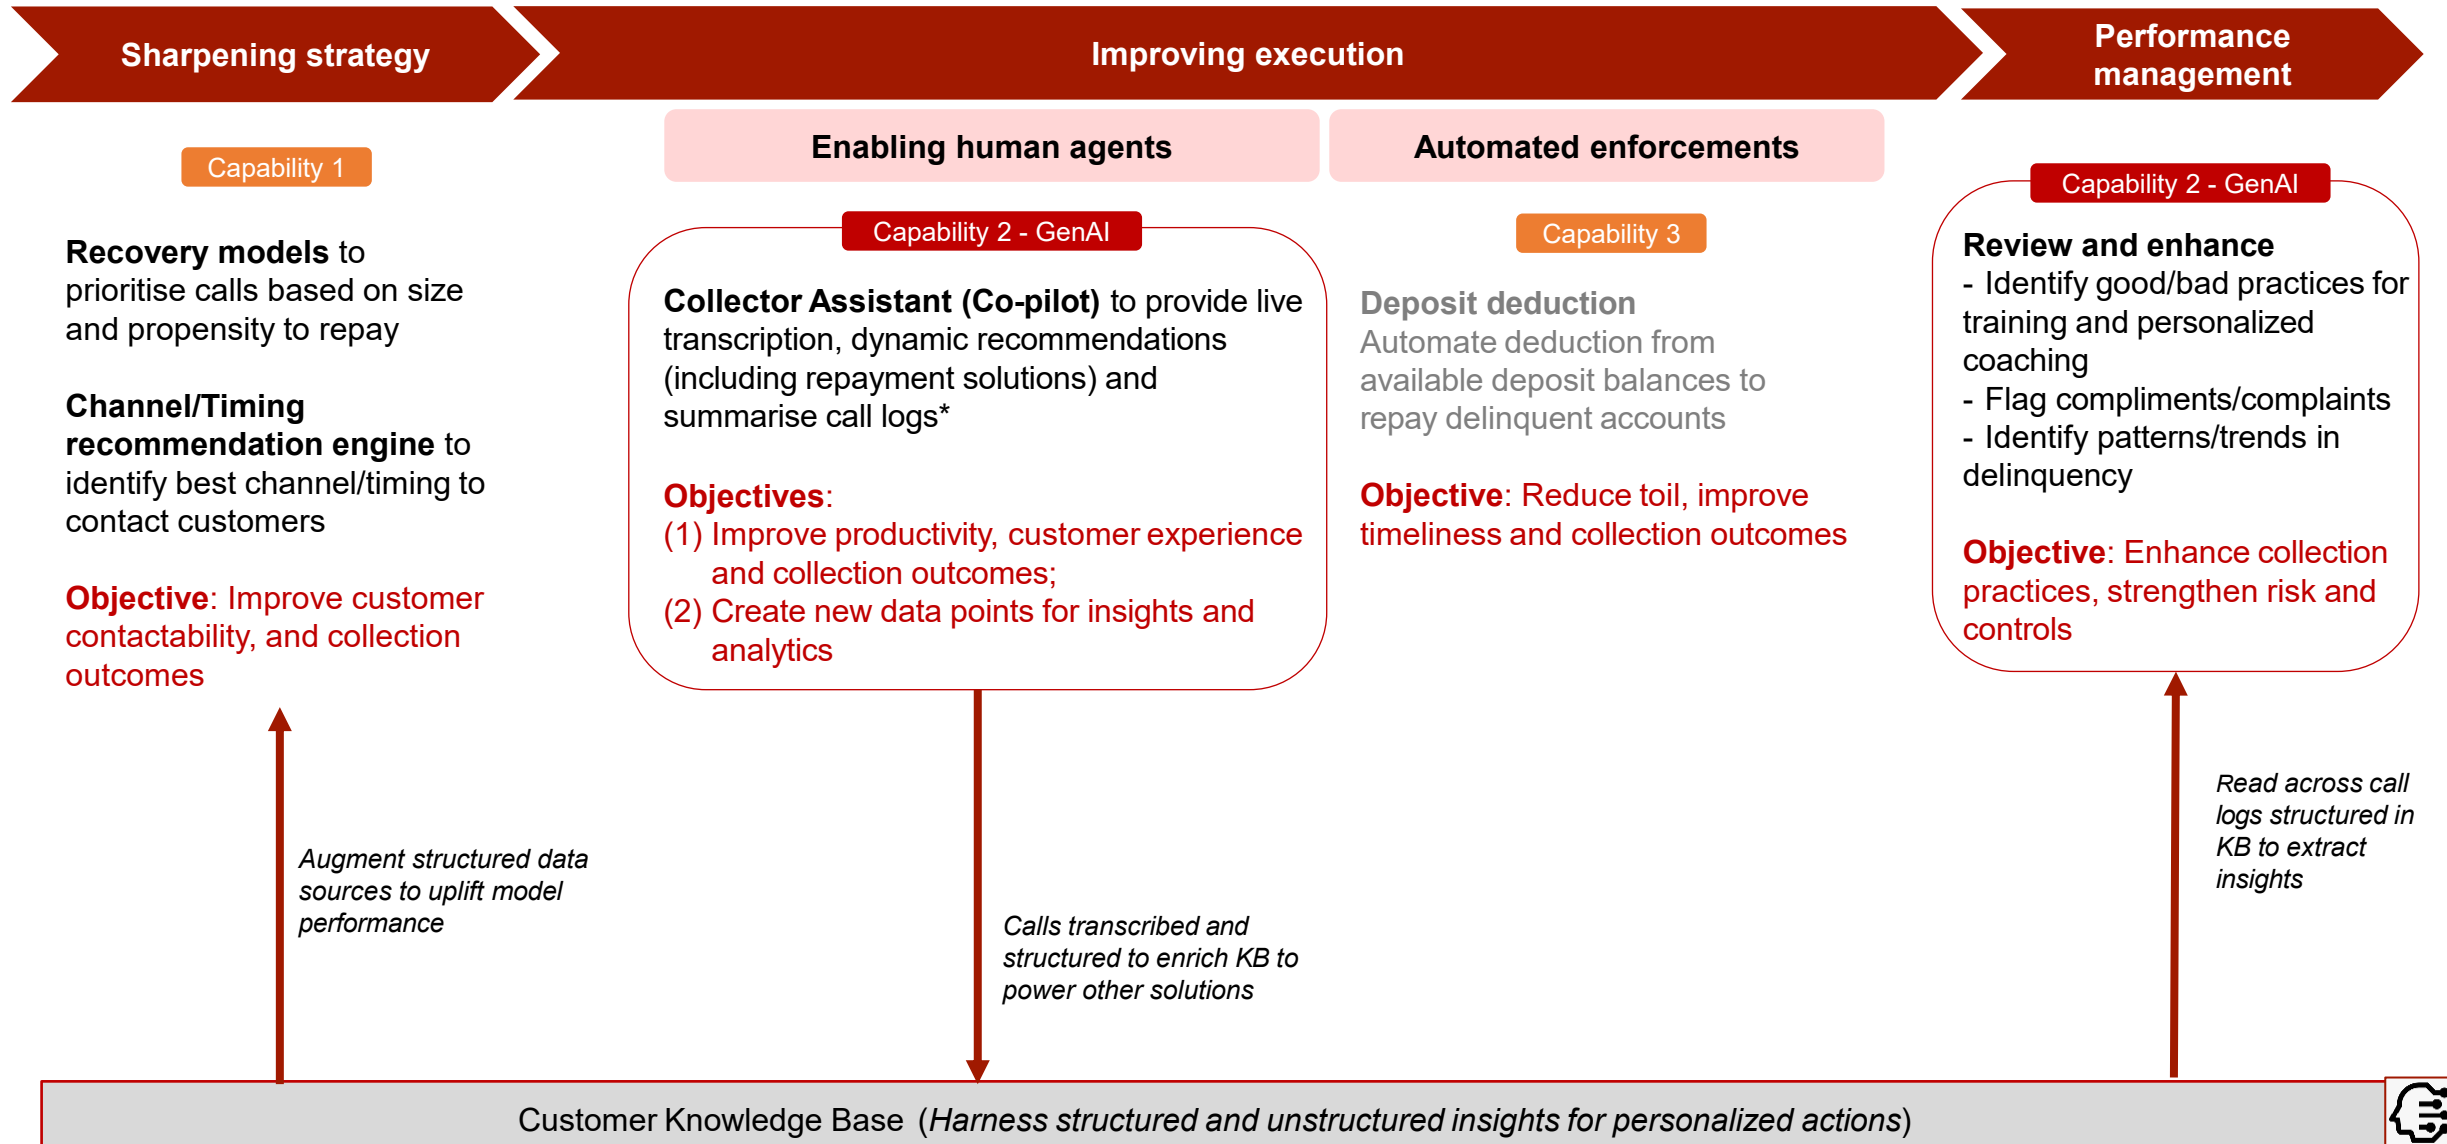 Sharpening strategy
Improving execution
Performance
management
Enabling human agents
Automated enforcements
Capability 1
Recovery models to
prioritise calls based on size
and propensity to repay
Channel/Timing
recommendation engine to
identify best channel/timing to
contact customers
Objective: Improve customer
contactability, and collection
outcomes
Capability 2 - GenAI
Collector Assistant (Co-pilot) to provide live
transcription, dynamic recommendations
(including repayment solutions) and
summarise call logs*
Objectives:
(1) Improve productivity, customer experience
and collection outcomes;
(2) Create new data points for insights and
analytics
Capability 3
Deposit deduction
Automate deduction from
available deposit balances to
repay delinquent accounts
Objective: Reduce toil, improve
timeliness and collection outcomes
Capability 2 - GenAI
Review and enhance
- Identify good/bad practices for
training and personalized
coaching
- Flag compliments/complaints
- Identify patterns/trends in
delinquency
Objective: Enhance collection
practices, strengthen risk and
controls
Augment structured data
sources to uplift model
performance
Calls transcribed and
structured to enrich KB to
power other solutions
Read across call
logs structured in
KB to extract
insights
Customer Knowledge Base (Harness structured and unstructured insights for personalized actions)